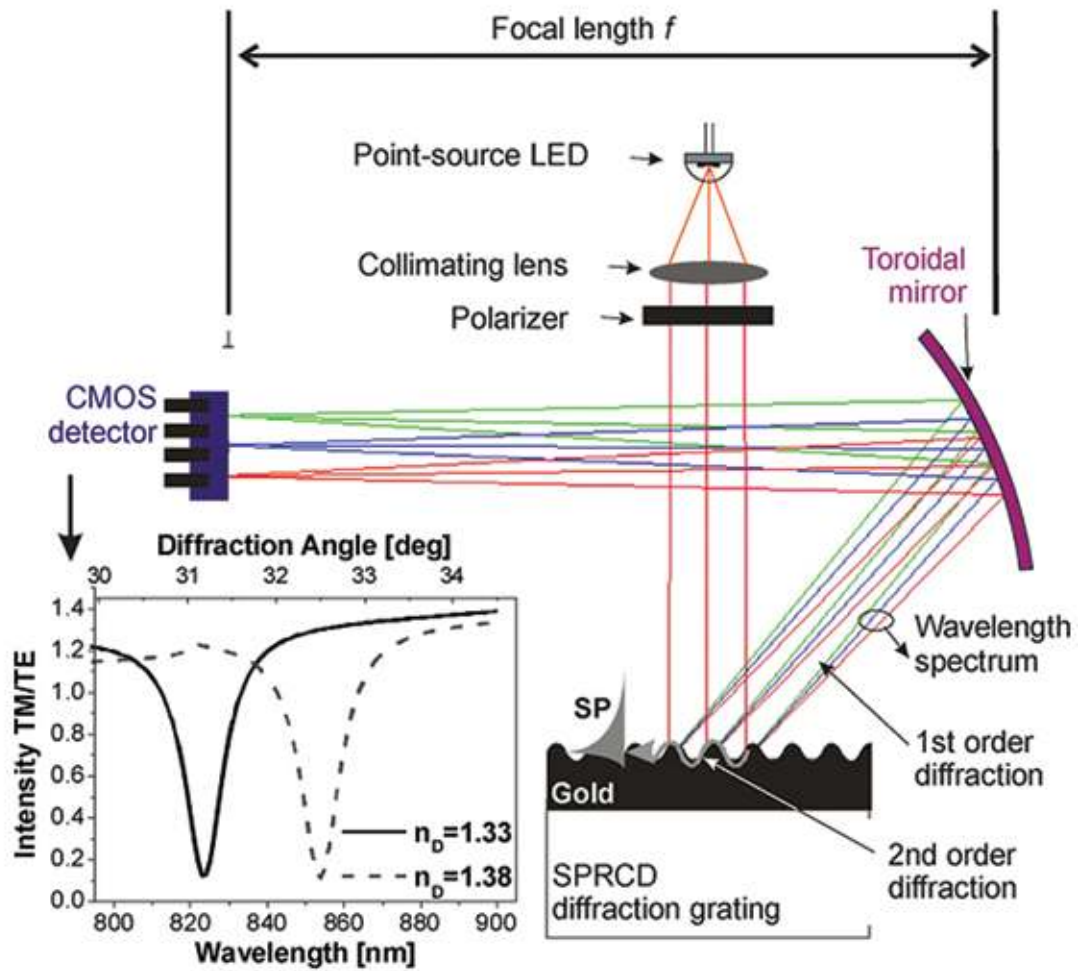 Focal length f
Point-source LED
Collimating lens
Polarizer
Toroidal
mirror
⊥
CMOS
detector
Diffraction Angle [deg]
30 31 32 33 34
1.4
1.2
1.0
0.8
0.6
0.4
0.2
0.0
Intensity TM/TE
n_D=1.33
n_D=1.38
800 820 840 860 880 900
Wavelength [nm]
Wavelength
spectrum
SP
1st order
diffraction
Gold
2nd order
diffraction
SPRCD
diffraction grating